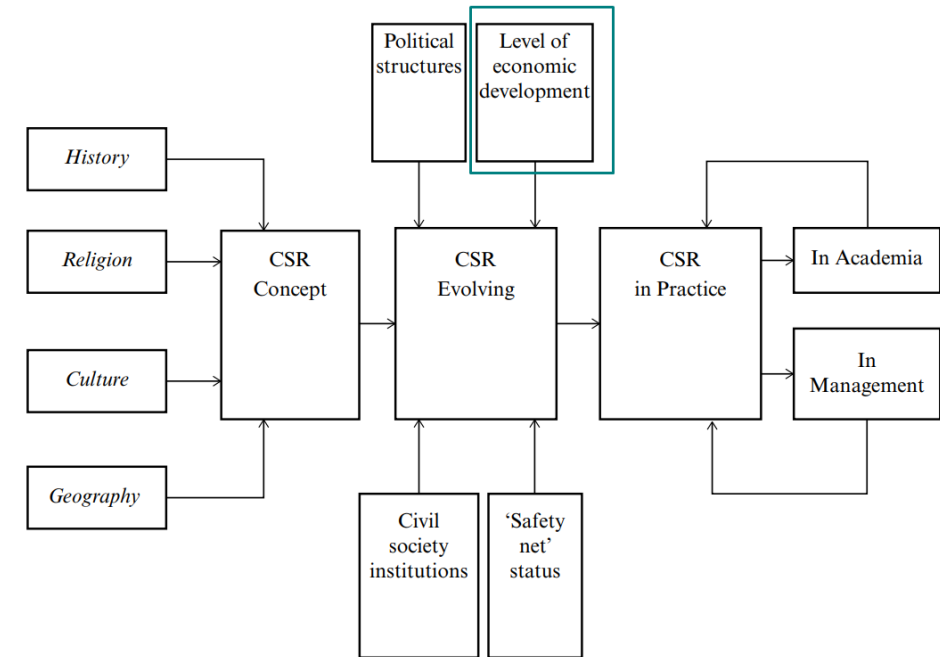 Political
structures
Level of
economic
development
History
Religion
Culture
Geography
CSR
Concept
CSR
Evolving
CSR
in Practice
In Academia
In
Management
Civil
society
institutions
‘Safety
net’
status